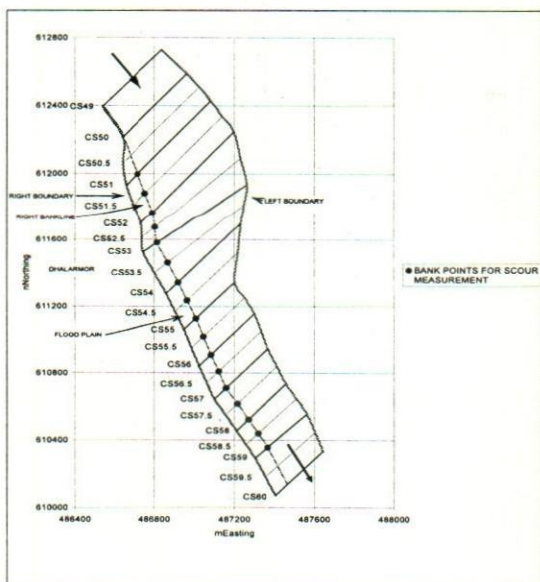 612800
612400
612000
611600
611200
610800
610400
610000
486400
486800
487200
487600
488000
mEasting
nNorthing
CS49
CS50
CS50.5
CS51
RIGHT BOUNDARY
CS51.5
RIGHT BANKLINE
CS52
CS52.5
CS53
DHALARMOR
CS53.5
CS54
CS54.5
FLOOD PLAIN
CS55
CS55.5
CS56
CS56.5
CS57
CS57.5
CS58
CS58.5
CS59
CS59.5
CS60
LEFT BOUNDARY
BANK POINTS FOR SCOUR
MEASUREMENT